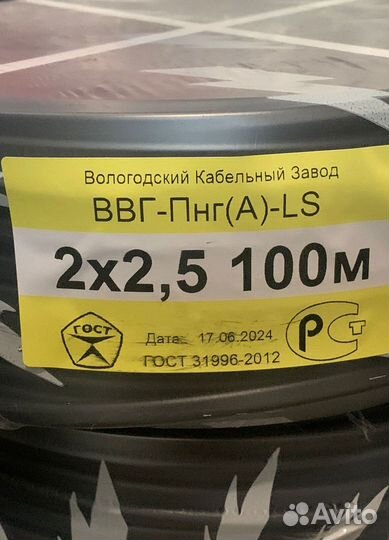 Вологодский Кабельный Завод
ВВГ-Пнг(А)-LS
2х2,5 100м
ГОСТ
Дата: 17.06.2024
ГОСТ 31996-2012
РСТ
Avito